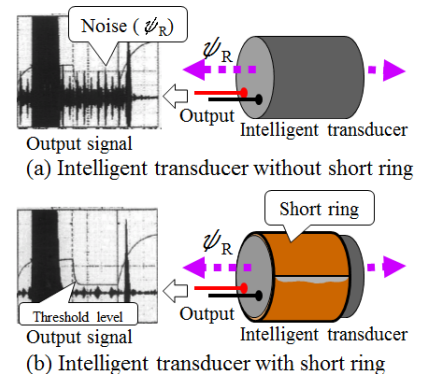 Noise ( ψR)
ψR
Output
Output signal
Intelligent transducer
(a) Intelligent transducer without short ring
Short ring
ψR
Threshold level
Output
Output signal
Intelligent transducer
(b) Intelligent transducer with short ring